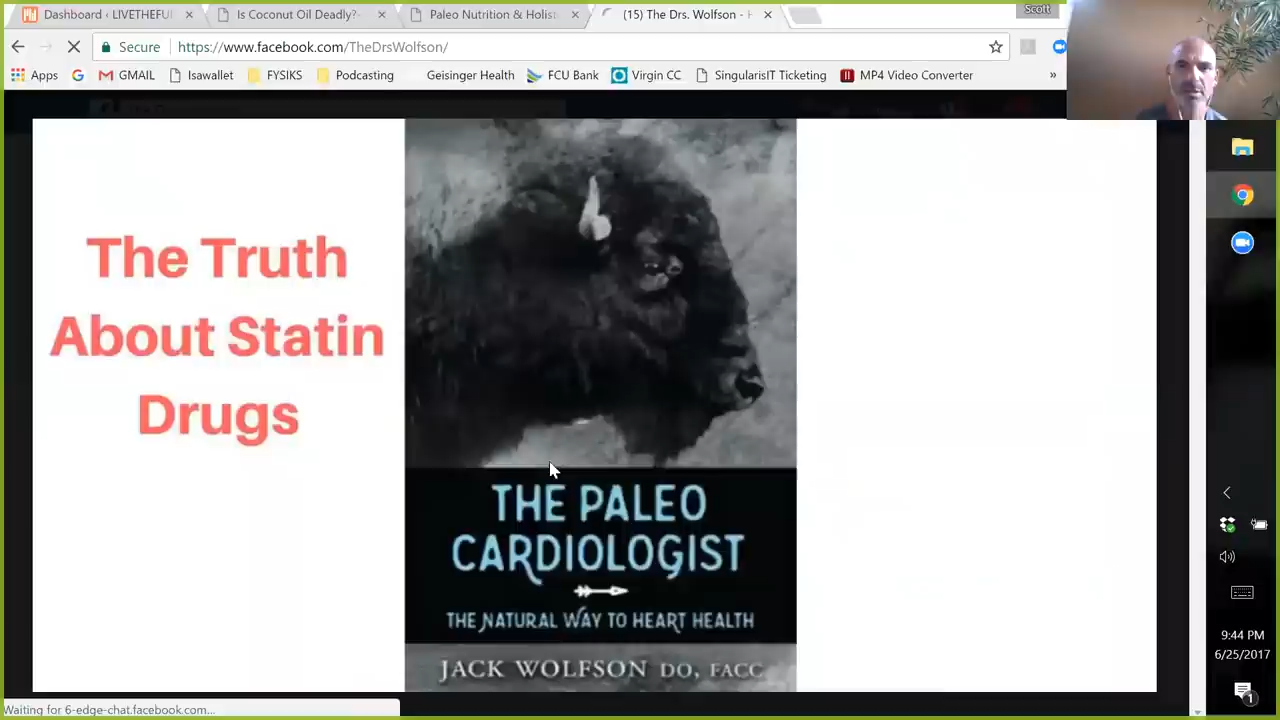 Dashboard ‹ LIVETHEFUL
Is Coconut Oil Deadly? -
Paleo Nutrition & Holis
(15) The Drs. Wolfson -
Scott
Secure
https://www.facebook.com/TheDrsWolfson/
Apps
GMAIL
Isawallet
FYSIKS
Podcasting
Geisinger Health
FCU Bank
Virgin CC
SingularisIT Ticketing
MP4 Video Converter
»
The Truth
About Statin
Drugs
THE PALEO
CARDIOLOGIST
THE NATURAL WAY TO HEART HEALTH
JACK WOLFSON DO, FACC
9:44 PM
6/25/2017
1
Waiting for 6-edge-chat.facebook.com...